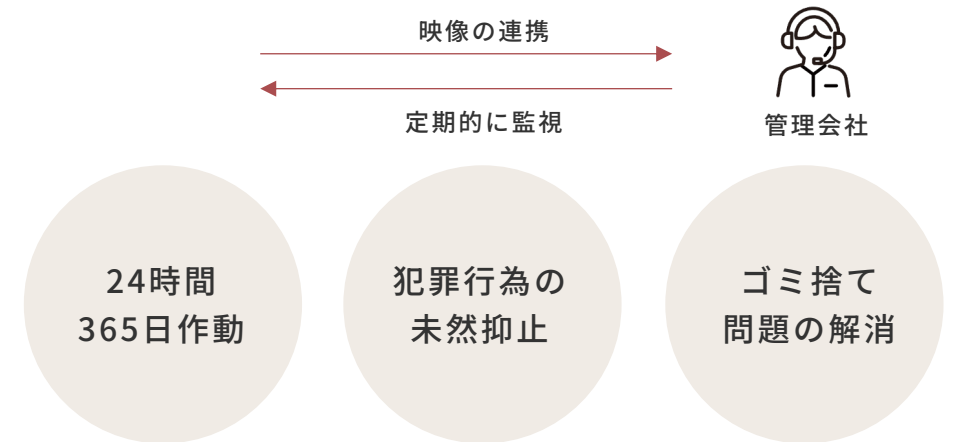 映像の連携
定期的に監視
管理会社
24時間
365日作動
犯罪行為の
未然抑止
ゴミ捨て
問題の解消